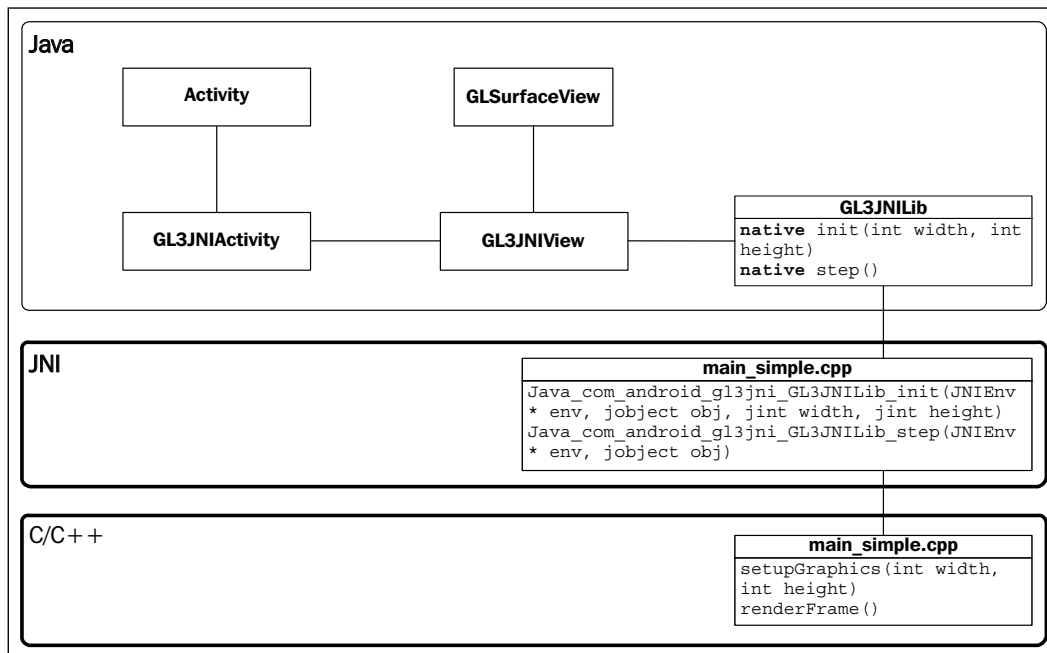 Java
Activity
GLSurfaceView
GL3JNIActivity
GL3JNIView
GL3JNILib
native init(int width, int
height)
native step()
JNI
main_simple.cpp
Java_com_android_gl3jni_GL3JNILib_init(JNIEnv
* env, jobject obj, jint width, jint height)
Java_com_android_gl3jni_GL3JNILib_step(JNIEnv
* env, jobject obj)
C/C++
main_simple.cpp
setupGraphics(int width,
int height)
renderFrame()